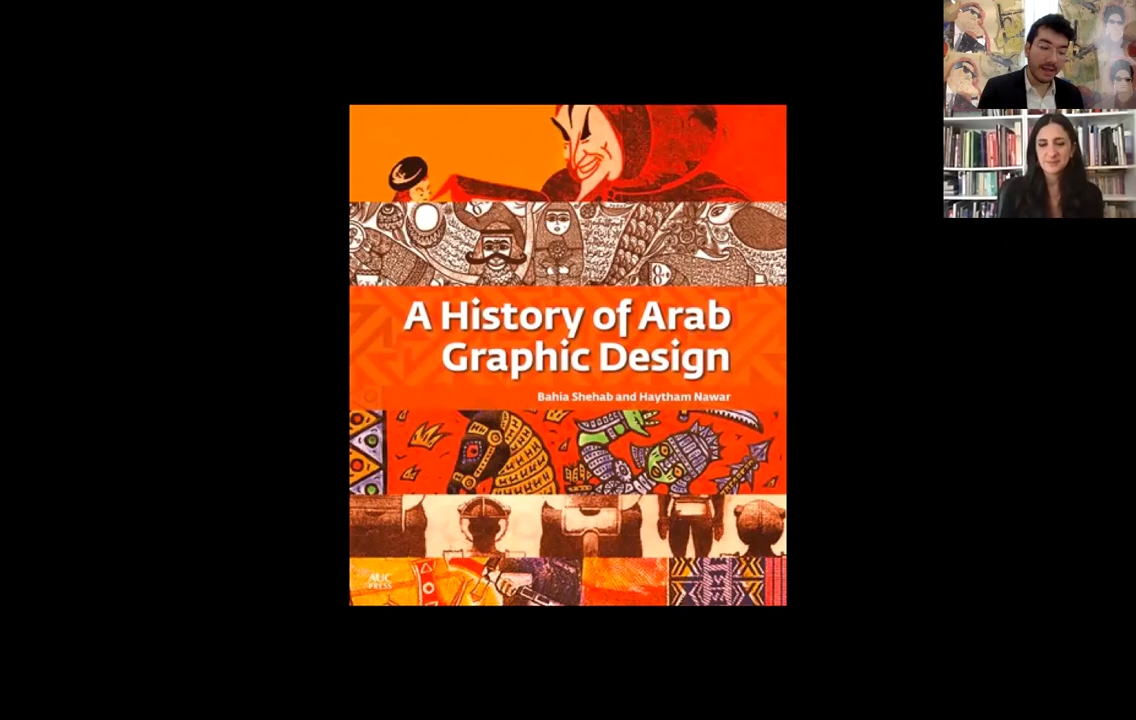 A History of Arab
Graphic Design
Bahia Shehab and Haytham Nawar
AUC
PRESS